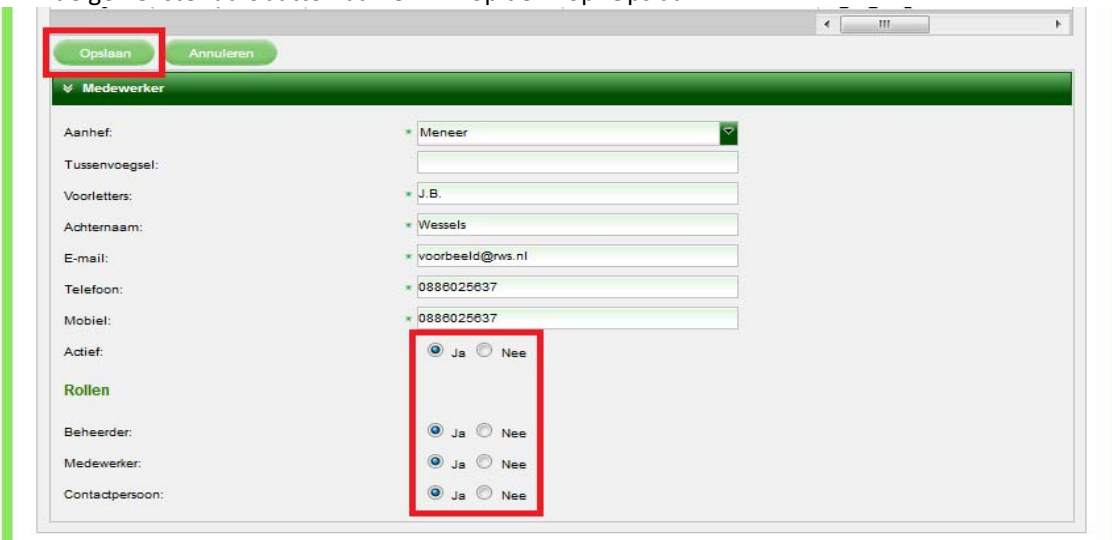 Opslaan Annuleren
Medewerker
Aanhef: * Meneer
Tussenvoegsel:
Voorletters: * J.B.
Achternaam: * Wessels
E-mail: * voorbeeld@rws.nl
Telefoon: * 0886025637
Mobiel: * 0886025637
Actief: Ja Nee
Rollen
Beheerder: Ja Nee
Medewerker: Ja Nee
Contactpersoon: Ja Nee